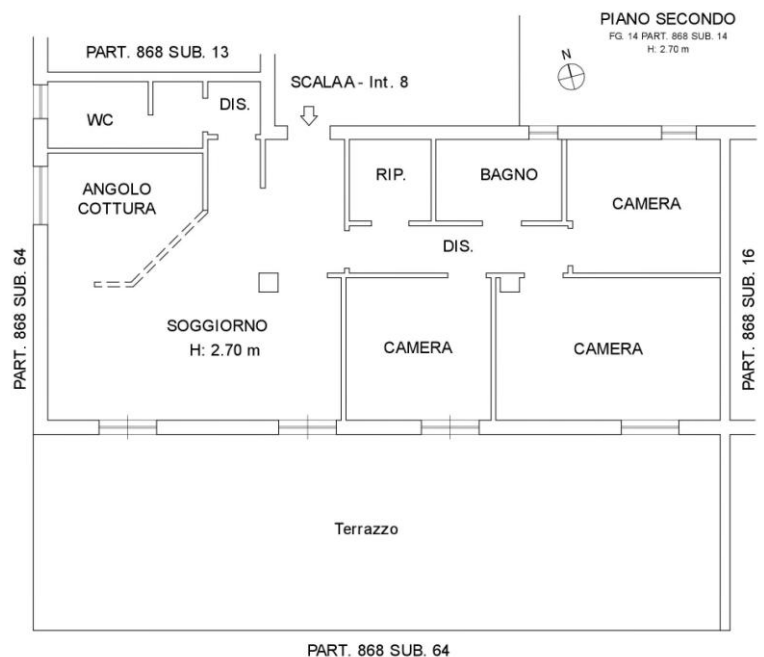 PIANO SECONDO
FG. 14 PART. 868 SUB. 14
H: 2.70 m
N
PART. 868 SUB. 13
SCALA A - Int. 8
WC
DIS.
ANGOLO
COTTURA
RIP.
BAGNO
CAMERA
DIS.
PART. 868 SUB. 64
SOGGIORNO
H: 2.70 m
CAMERA
CAMERA
PART. 868 SUB. 16
Terrazzo
PART. 868 SUB. 64